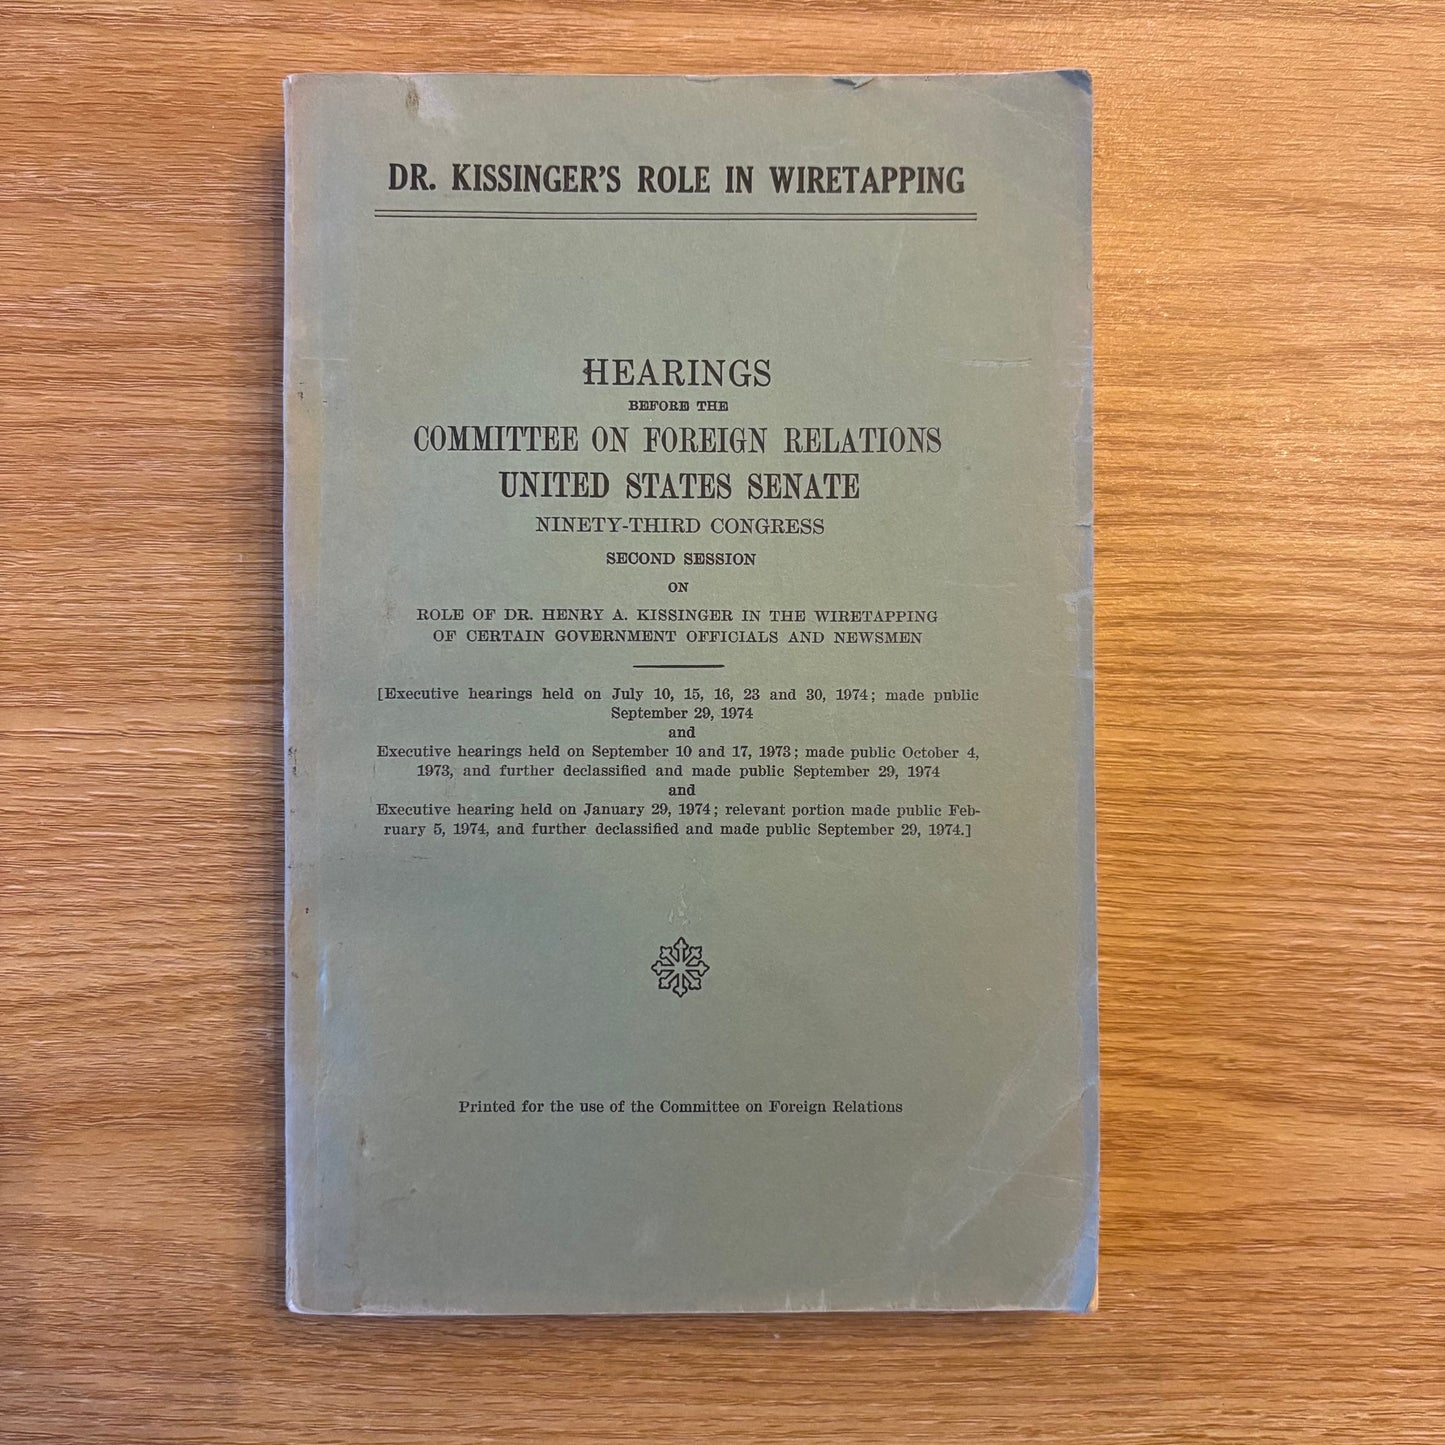 DR. KISSINGER'S ROLE IN WIRETAPPING
HEARINGS
BEFORE THE
COMMITTEE ON FOREIGN RELATIONS
UNITED STATES SENATE
NINETY-THIRD CONGRESS
SECOND SESSION
ON
ROLE OF DR. HENRY A. KISSINGER IN THE WIRETAPPING
OF CERTAIN GOVERNMENT OFFICIALS AND NEWSMEN
[Executive hearings held on July 10, 15, 16, 23 and 30, 1974; made public
September 29, 1974
and
Executive hearings held on September 10 and 17, 1973; made public October 4,
1973, and further declassified and made public September 29, 1974
and
Executive hearing held on January 29, 1974; relevant portion made public Feb-
ruary 5, 1974, and further declassified and made public September 29, 1974.]
Printed for the use of the Committee on Foreign Relations